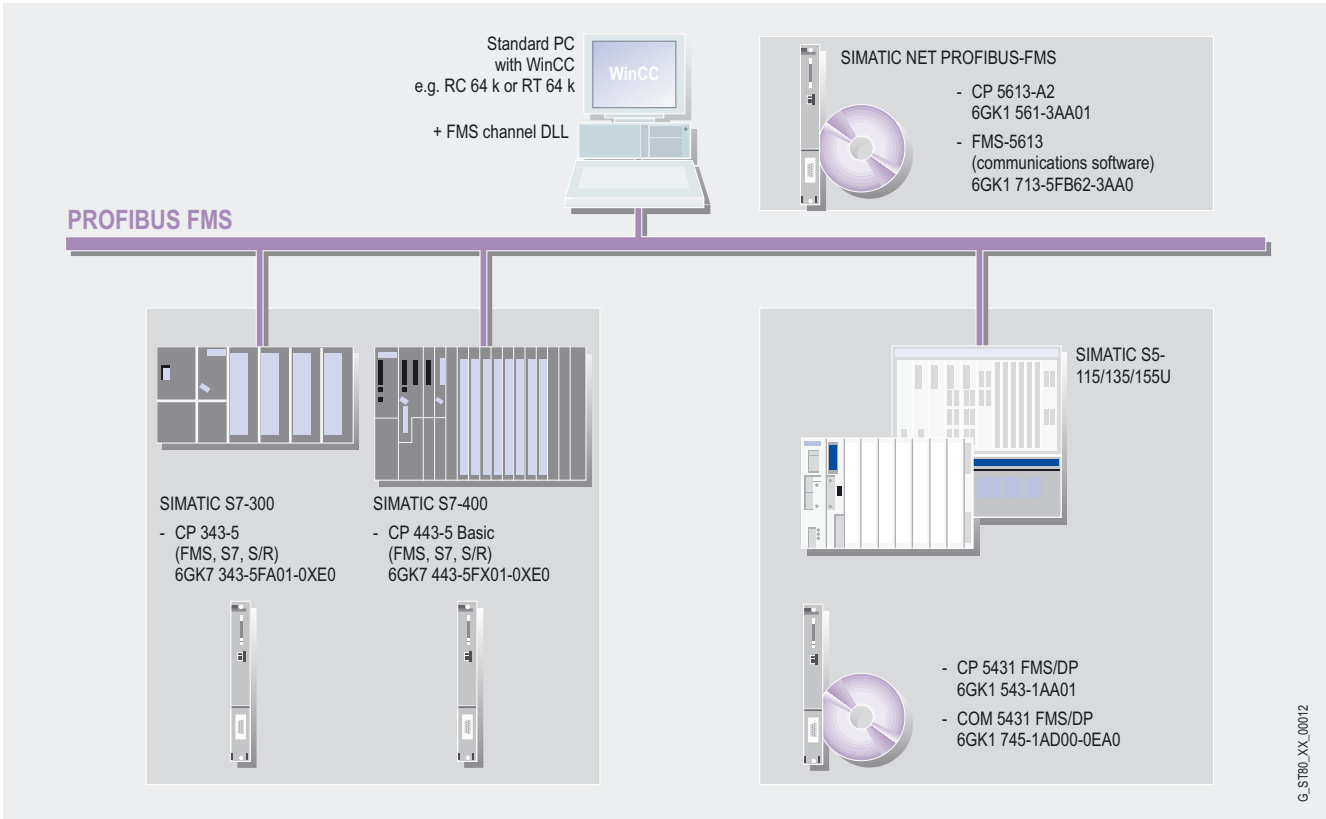 Standard PC
with WinCC
e.g. RC 64 k or RT 64 k
+ FMS channel DLL
WinCC
SIMATIC NET PROFIBUS-FMS
- CP 5613-A2
6GK1 561-3AA01
- FMS-5613
(communications software)
6GK1 713-5FB62-3AA0
PROFIBUS FMS
SIMATIC S7-300
- CP 343-5
(FMS, S7, S/R)
6GK7 343-5FA01-0XE0
SIMATIC S7-400
- CP 443-5 Basic
(FMS, S7, S/R)
6GK7 443-5FX01-0XE0
SIMATIC S5-
115/135/155U
- CP 5431 FMS/DP
6GK1 543-1AA01
- COM 5431 FMS/DP
6GK1 745-1AD00-0EA0
G_ST80_XX_00012